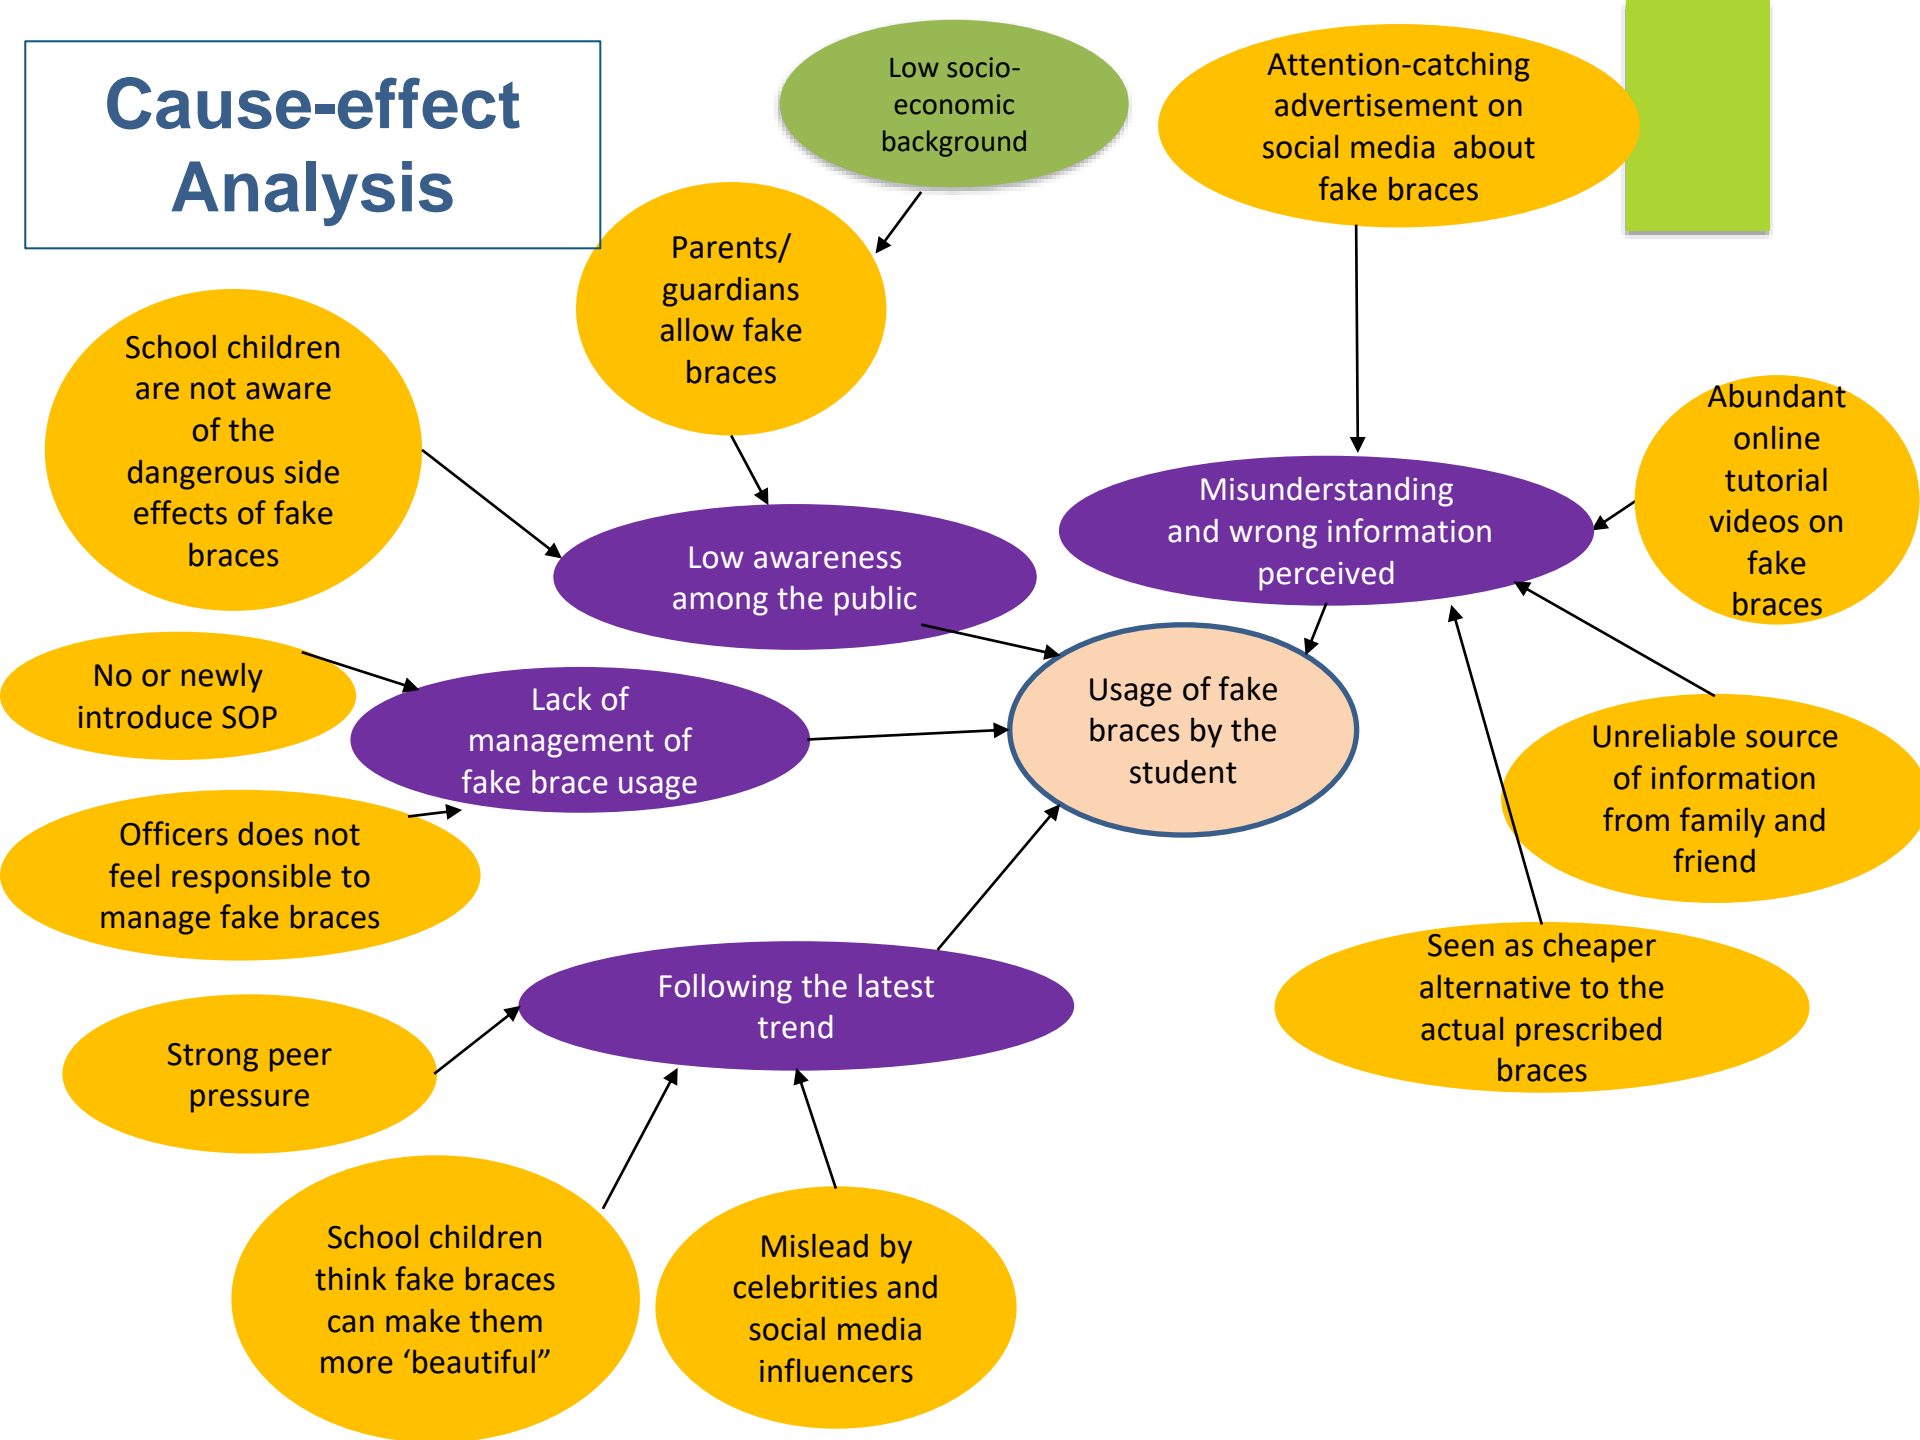 Cause-effect
Analysis
Low socio-
economic
background
Attention-catching
advertisement on
social media  about
fake braces
Parents/
guardians
allow fake
braces
School children
are not aware
of the
dangerous side
effects of fake
braces
Abundant
online
tutorial
videos on
fake
braces
Misunderstanding
and wrong information
perceived
Low awareness
among the public
No or newly
introduce SOP
Lack of
management of
fake brace usage
Usage of fake
braces by the
student
Unreliable source
of information
from family and
friend
Officers does not
feel responsible to
manage fake braces
Seen as cheaper
alternative to the
actual prescribed
braces
Following the latest
trend
Strong peer
pressure
School children
think fake braces
can make them
more ‘beautiful”
Mislead by
celebrities and
social media
influencers